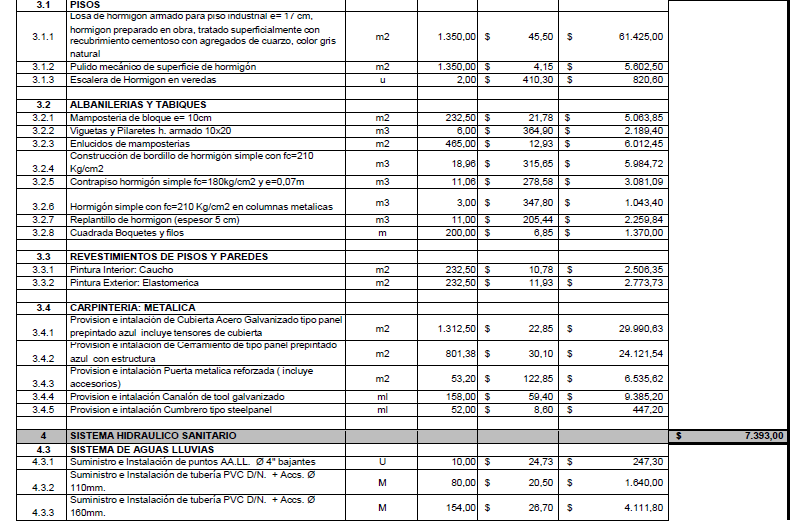 3.1 PISOS
Losa de hormigon armado para piso industrial e= 17 cm,
hormigon preparado en obra, tratado superficialmente con
3.1.1 recubrimiento cementoso con agregados de cuarzo, color gris m2 1.350,00 $ 45,50 $ 61.425,00
natural
3.1.2 Pulido mecánico de superficie de hormigón m2 1.350,00 $ 4,15 $ 5.602,50
3.1.3 Escalera de Hormigon en veredas u 2,00 $ 410,30 $ 820,60
3.2 ALBANILERIAS Y TABIQUES
3.2.1 Mamposteria de bloque e= 10cm m2 232,50 $ 21,78 $ 5.063,85
3.2.2 Viguetas y Pilaretes h. armado 10x20 m3 6,00 $ 364,90 $ 2.189,40
3.2.3 Enlucidos de mamposterias m2 465,00 $ 12,93 $ 6.012,45
Construcción de bordillo de hormigón simple con fc=210
3.2.4 Kg/cm2 m3 18,96 $ 315,65 $ 5.984,72
3.2.5 Contrapiso hormigón simple fc=180kg/cm2 y e=0,07m m3 11,06 $ 278,58 $ 3.081,09
3.2.6 Hormigón simple con fc=210 Kg/cm2 en columnas metalicas m3 3,00 $ 347,80 $ 1.043,40
3.2.7 Replantillo de hormigon (espesor 5 cm) m3 11,00 $ 205,44 $ 2.259,84
3.2.8 Cuadrada Boquetes y filos m 200,00 $ 6,85 $ 1.370,00
3.3 REVESTIMIENTOS DE PISOS Y PAREDES
3.3.1 Pintura Interior: Caucho m2 232,50 $ 10,78 $ 2.506,35
3.3.2 Pintura Exterior: Elastomerica m2 232,50 $ 11,93 $ 2.773,73
3.4 CARPINTERIA: METALICA
Provision e intalación de Cubierta Acero Galvanizado tipo panel
3.4.1 prepintado azul incluye tensores de cubierta m2 1.312,50 $ 22,85 $ 29.990,63
Provision e intalación de Cerramiento de tipo panel prepintado
3.4.2 azul con estructura m2 801,38 $ 30,10 $ 24.121,54
Provision e intalación Puerta metalica reforzada ( incluye
3.4.3 accesorios) m2 53,20 $ 122,85 $ 6.535,62
3.4.4 Provision e intalación Canalón de tool galvanizado ml 158,00 $ 59,40 $ 9.385,20
3.4.5 Provision e intalación Cumbrero tipo steelpanel ml 52,00 $ 8,60 $ 447,20
4 SISTEMA HIDRAULICO SANITARIO $ 7.393,00
4.3 SISTEMA DE AGUAS LLUVIAS
4.3.1 Suministro e Instalación de puntos AA.LL. Ø 4" bajantes U 10,00 $ 24,73 $ 247,30
Suministro e Instalación de tubería PVC D/N. + Accs. Ø
4.3.2 110mm. M 80,00 $ 20,50 $ 1.640,00
Suministro e Instalación de tubería PVC D/N. + Accs. Ø
4.3.3 160mm. M 154,00 $ 26,70 $ 4.111,80